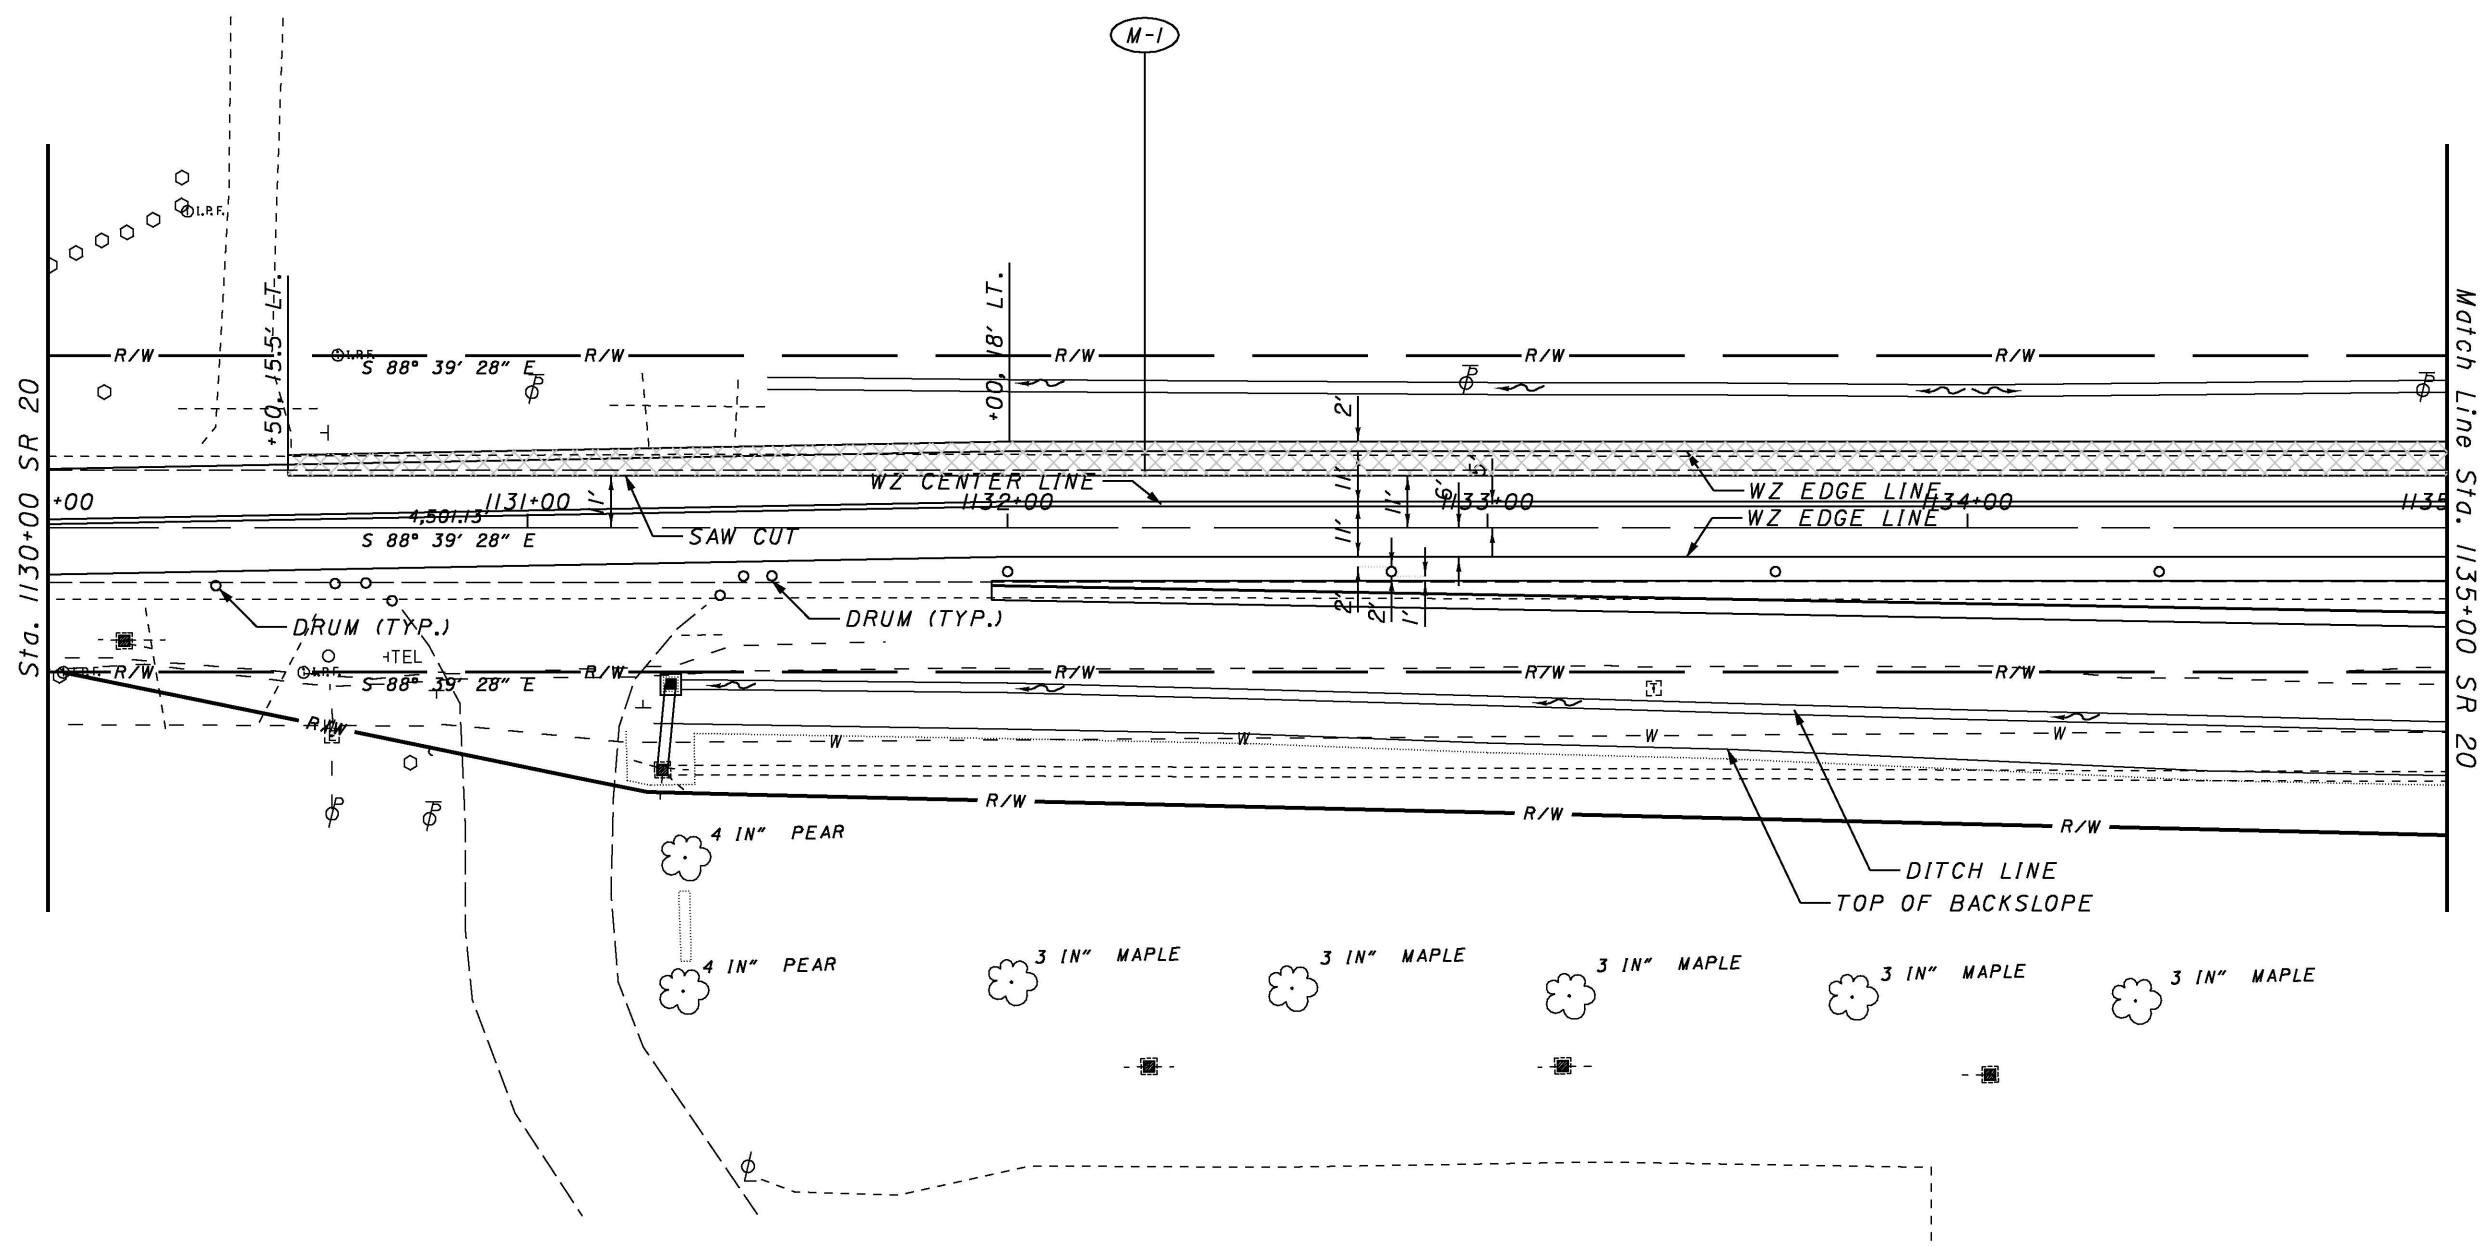 M-1
I.P.F.
+50, 15.5' LT.
+00, 18' LT.
R/W
R/W
R/W
R/W
R/W
I.P.F.
S 88° 39' 28" E
P
P
P
2'
11'
11'
11'
11'
5'
6'
2'
2'
1'
WZ CENTER LINE
WZ EDGE LINE
WZ EDGE LINE
+00
1131+00
1132+00
1133+00
1134+00
1135
4,501.13
S 88° 39' 28" E
SAW CUT
DRUM (TYP.)
DRUM (TYP.)
TEL
I.P.F.
R/W
I.P.F.
R/W
R/W
R/W
R/W
S 88° 39' 28" E
T
R/W
W
W
W
W
P
P
R/W
R/W
R/W
4 IN" PEAR
DITCH LINE
TOP OF BACKSLOPE
4 IN" PEAR
3 IN" MAPLE
3 IN" MAPLE
3 IN" MAPLE
3 IN" MAPLE
3 IN" MAPLE
Sta. 1130+00 SR 20
Match Line Sta. 1135+00 SR 20